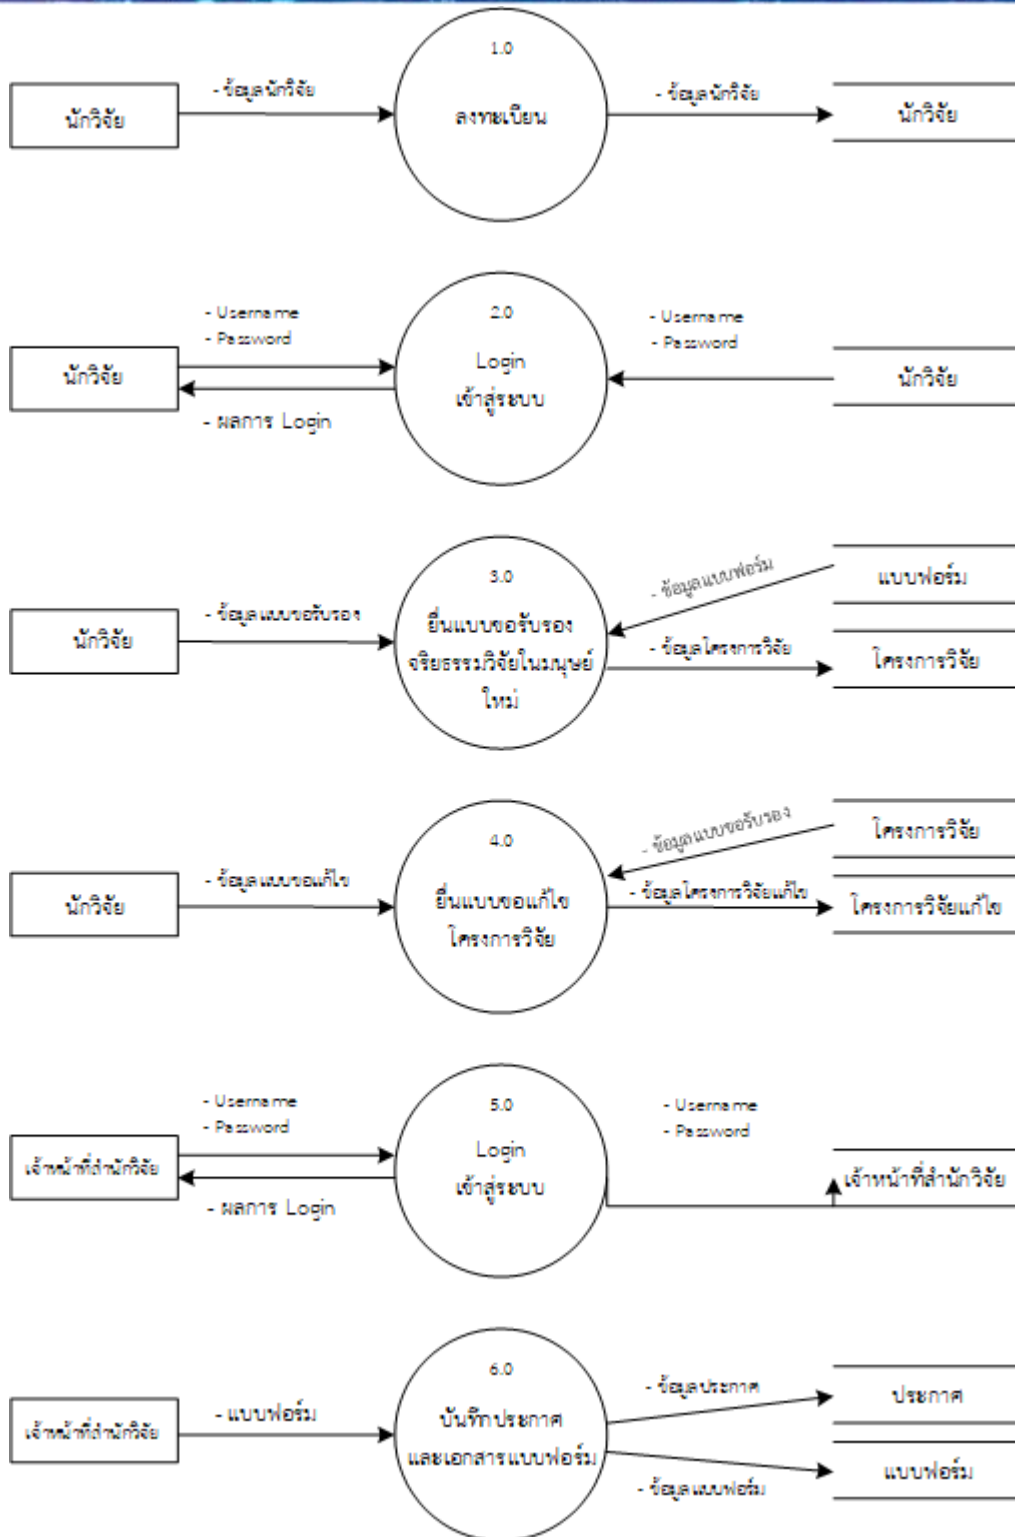 1.0
- ข้อมูลนักวิจัย
- ข้อมูลนักวิจัย
นักวิจัย
ลงทะเบียน
นักวิจัย
- Username
- Password
2.0
- Username
- Password
นักวิจัย
Login
เข้าสู่ระบบ
นักวิจัย
- ผลการ Login
3.0
- ข้อมูลแบบฟอร์ม
แบบฟอร์ม
- ข้อมูลแบบขอรับรอง
นักวิจัย
ยื่นแบบขอรับรอง
จริยธรรมวิจัยในมนุษย์
ใหม่
- ข้อมูลโครงการวิจัย
โครงการวิจัย
4.0
- ข้อมูลแบบขอรับรอง
โครงการวิจัย
- ข้อมูลแบบขอแก้ไข
นักวิจัย
ยื่นแบบขอแก้ไข
โครงการวิจัย
- ข้อมูลโครงการวิจัยแก้ไข
โครงการวิจัยแก้ไข
- Username
- Password
5.0
- Username
- Password
เจ้าหน้าที่สำนักวิจัย
Login
เข้าสู่ระบบ
เจ้าหน้าที่สำนักวิจัย
- ผลการ Login
6.0
- ข้อมูลประกาศ
ประกาศ
- แบบฟอร์ม
เจ้าหน้าที่สำนักวิจัย
บันทึกประกาศ
และเอกสารแบบฟอร์ม
- ข้อมูลแบบฟอร์ม
แบบฟอร์ม